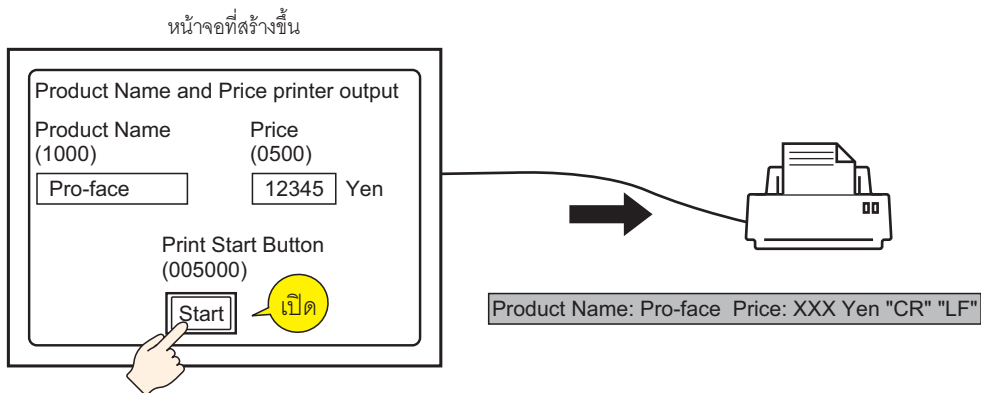 หน้าจอที่สร้างขึ้น
Product Name and Price printer output
Product Name Price
(1000) (0500)
Pro-face 12345 Yen
Print Start Button
(005000)
Start เปิด
Product Name: Pro-face Price: XXX Yen "CR" "LF"